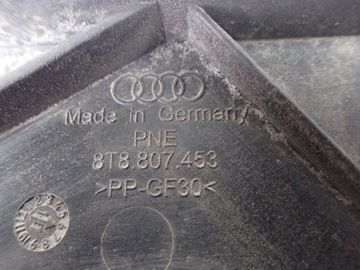 Made in Germany
PNE
8T8.807.453
>PP-GF30<